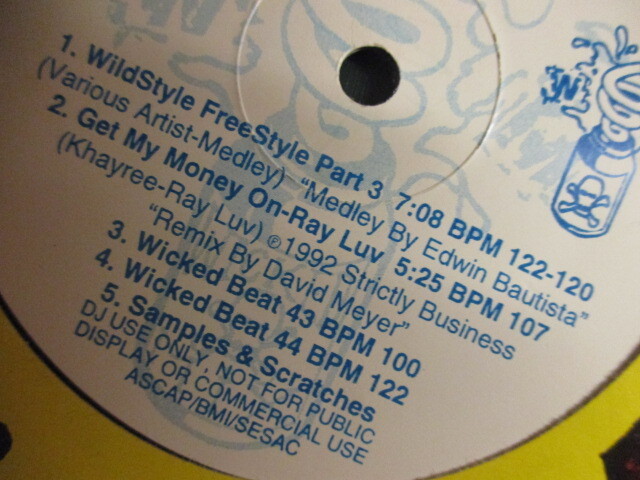 1. WildStyle FreeStyle Part 3 7:08 BPM 122-120
(Various Artist-Medley) "Medley By Edwin Bautista"
2. Get My Money On-Ray Luv 5:25 BPM 107
(Khayree-Ray Luv) ℗1992 Strictly Business
"Remix By David Meyer"
3. Wicked Beat 43 BPM 100
4. Wicked Beat 44 BPM 122
5. Samples & Scratches
DJ USE ONLY, NOT FOR PUBLIC
DISPLAY OR COMMERCIAL USE
ASCAP/BMI/SESAC